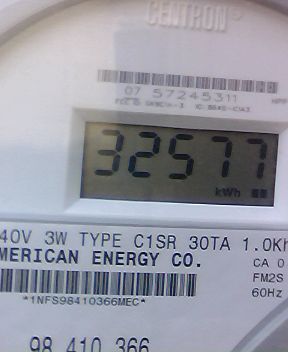 CENTRON®
07 57245311
32577
kWh
40V 3W TYPE C1SR 30TA 1.0Kh
MERICAN ENERGY CO.
CA 0
FM2S
60Hz
*1NFS98410366MEC*
98 410 366